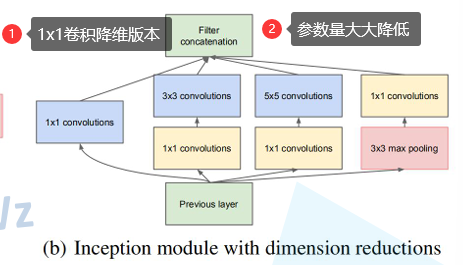 1 1x1卷积降维版本
2 参数量大大降低
Filter
concatenation
3x3 convolutions
5x5 convolutions
1x1 convolutions
1x1 convolutions
1x1 convolutions
1x1 convolutions
3x3 max pooling
Previous layer
(b) Inception module with dimension reductions